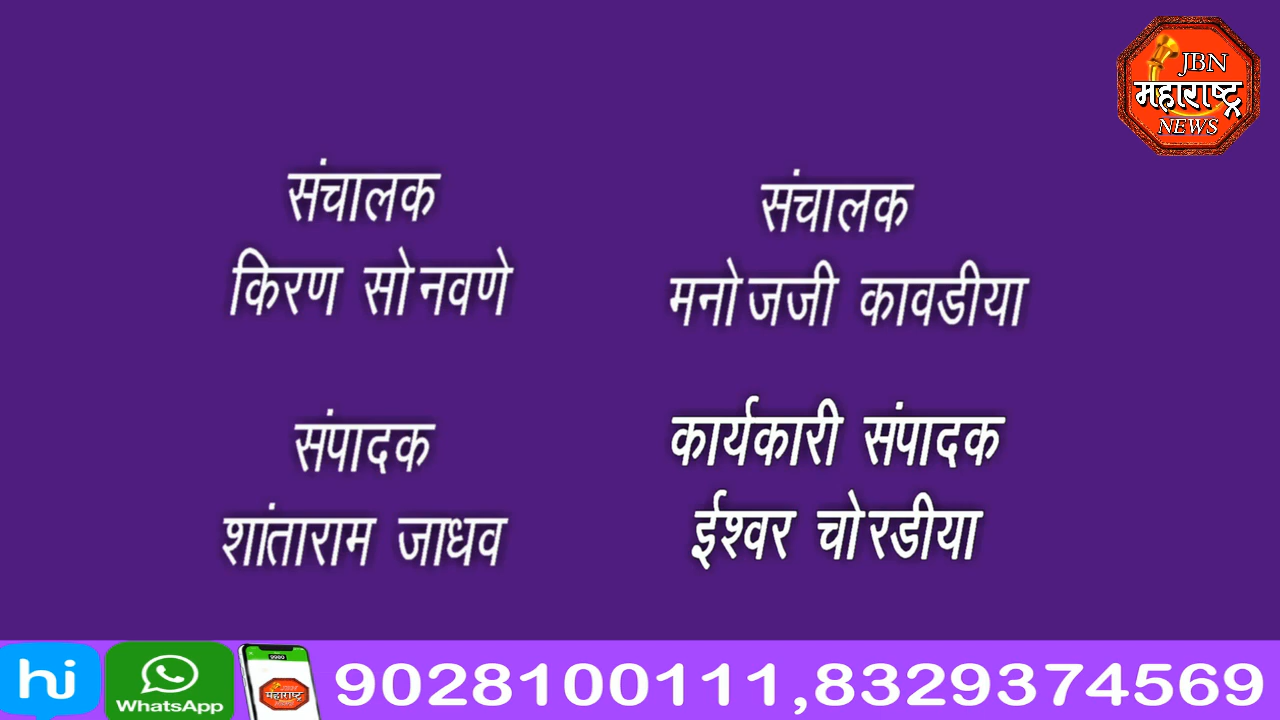 JBN
महाराष्ट्र
NEWS
संचालक
किरण सोनवणे
संचालक
मनोजजी कावडीया
संपादक
शांताराम जाधव
कार्यकारी संपादक
ईश्वर चोरडीया
hi
WhatsApp
महाराष्ट्र
9028100111,8329374569